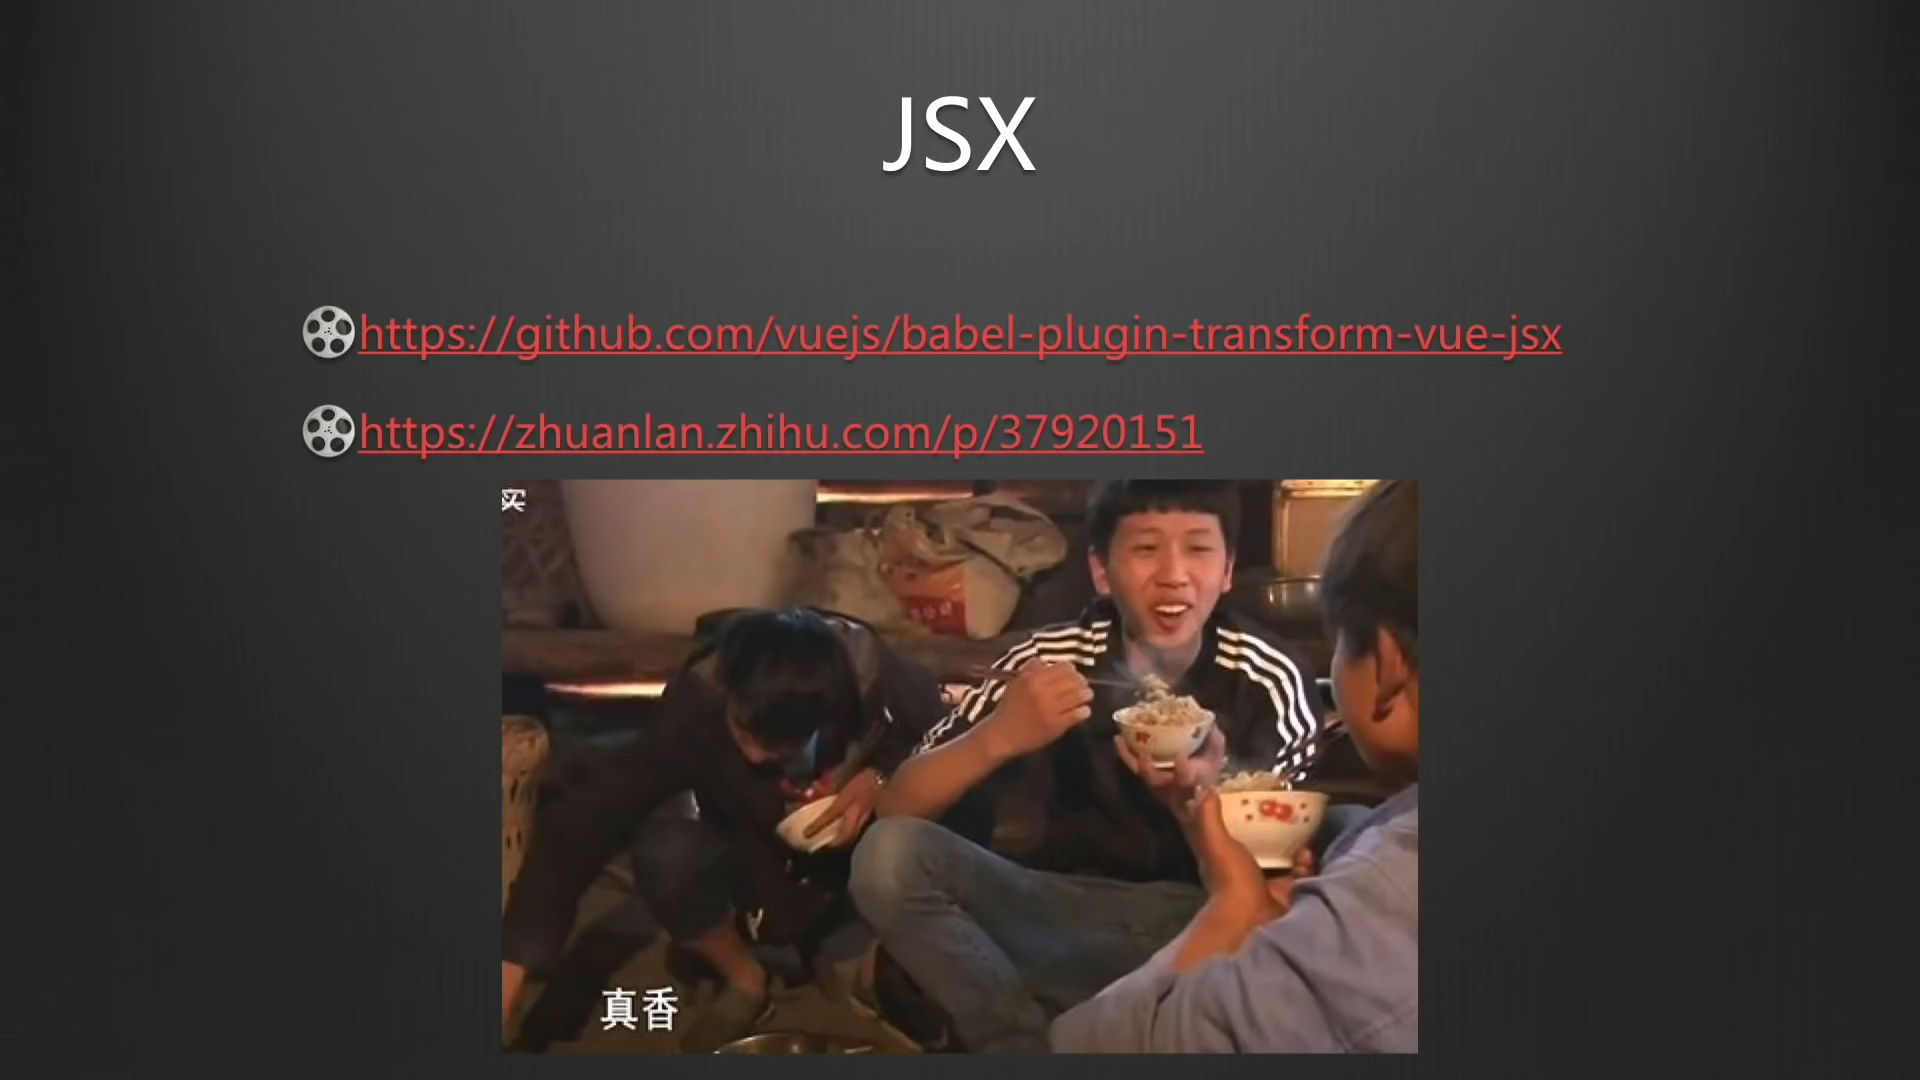 JSX
https://github.com/vuejs/babel-plugin-transform-vue-jsx
https://zhuanlan.zhihu.com/p/37920151
买
真香